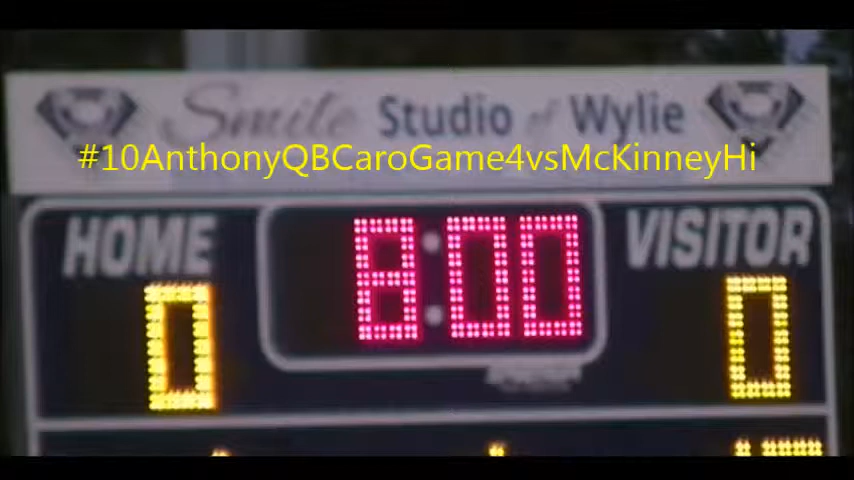 Smile Studio of Wylie
#10AnthonyQBCaroGame4vsMcKinneyHi
HOME 8:00 VISITOR
0 0